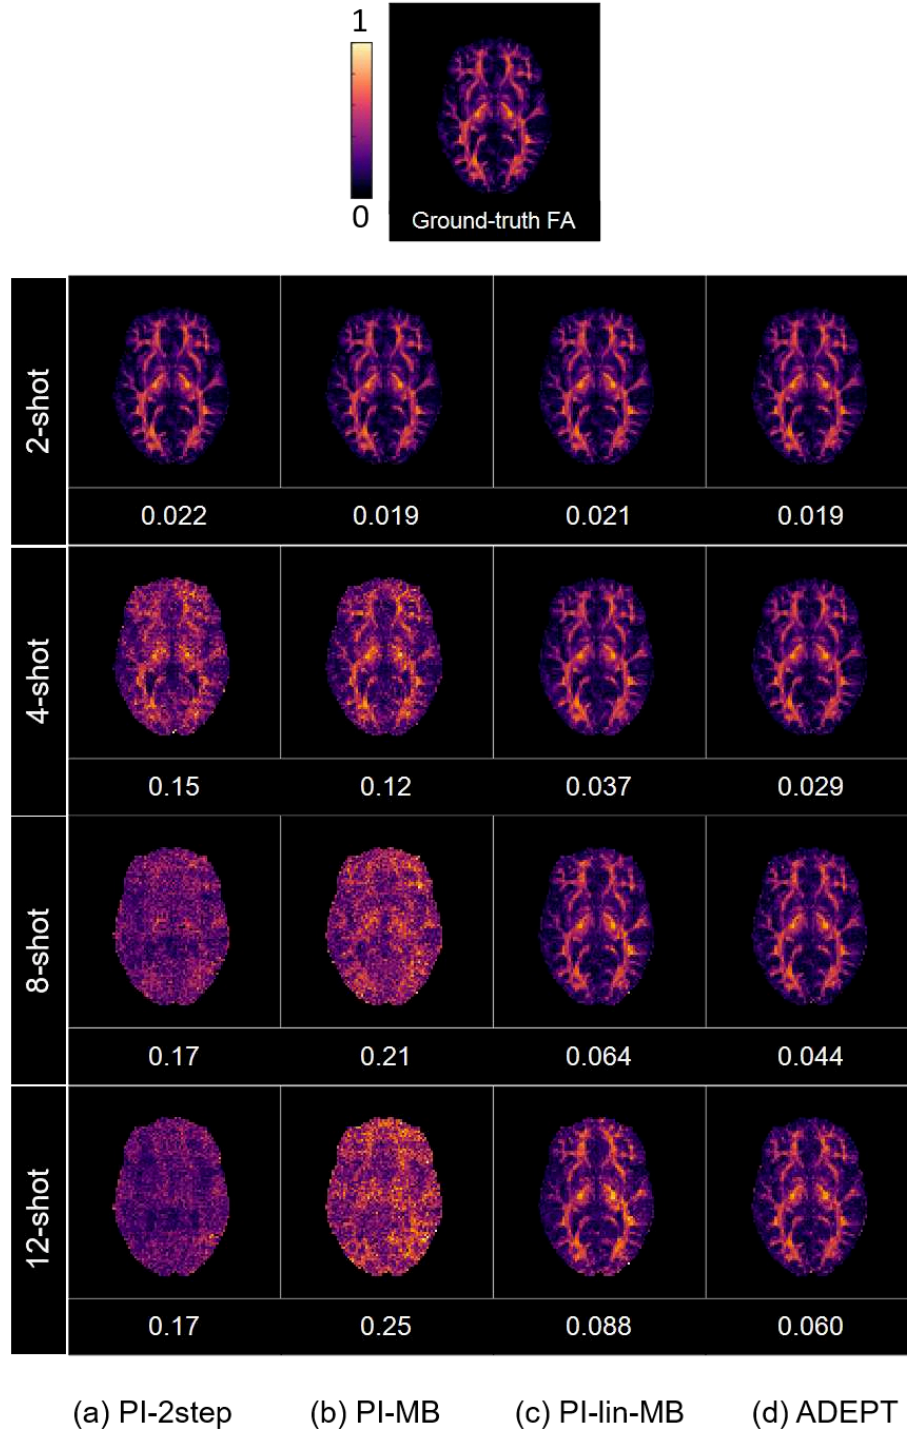 1
0
Ground-truth FA
2-shot
0.022 0.019 0.021 0.019
4-shot
0.15 0.12 0.037 0.029
8-shot
0.17 0.21 0.064 0.044
12-shot
0.17 0.25 0.088 0.060
(a) PI-2step (b) PI-MB (c) PI-lin-MB (d) ADEPT